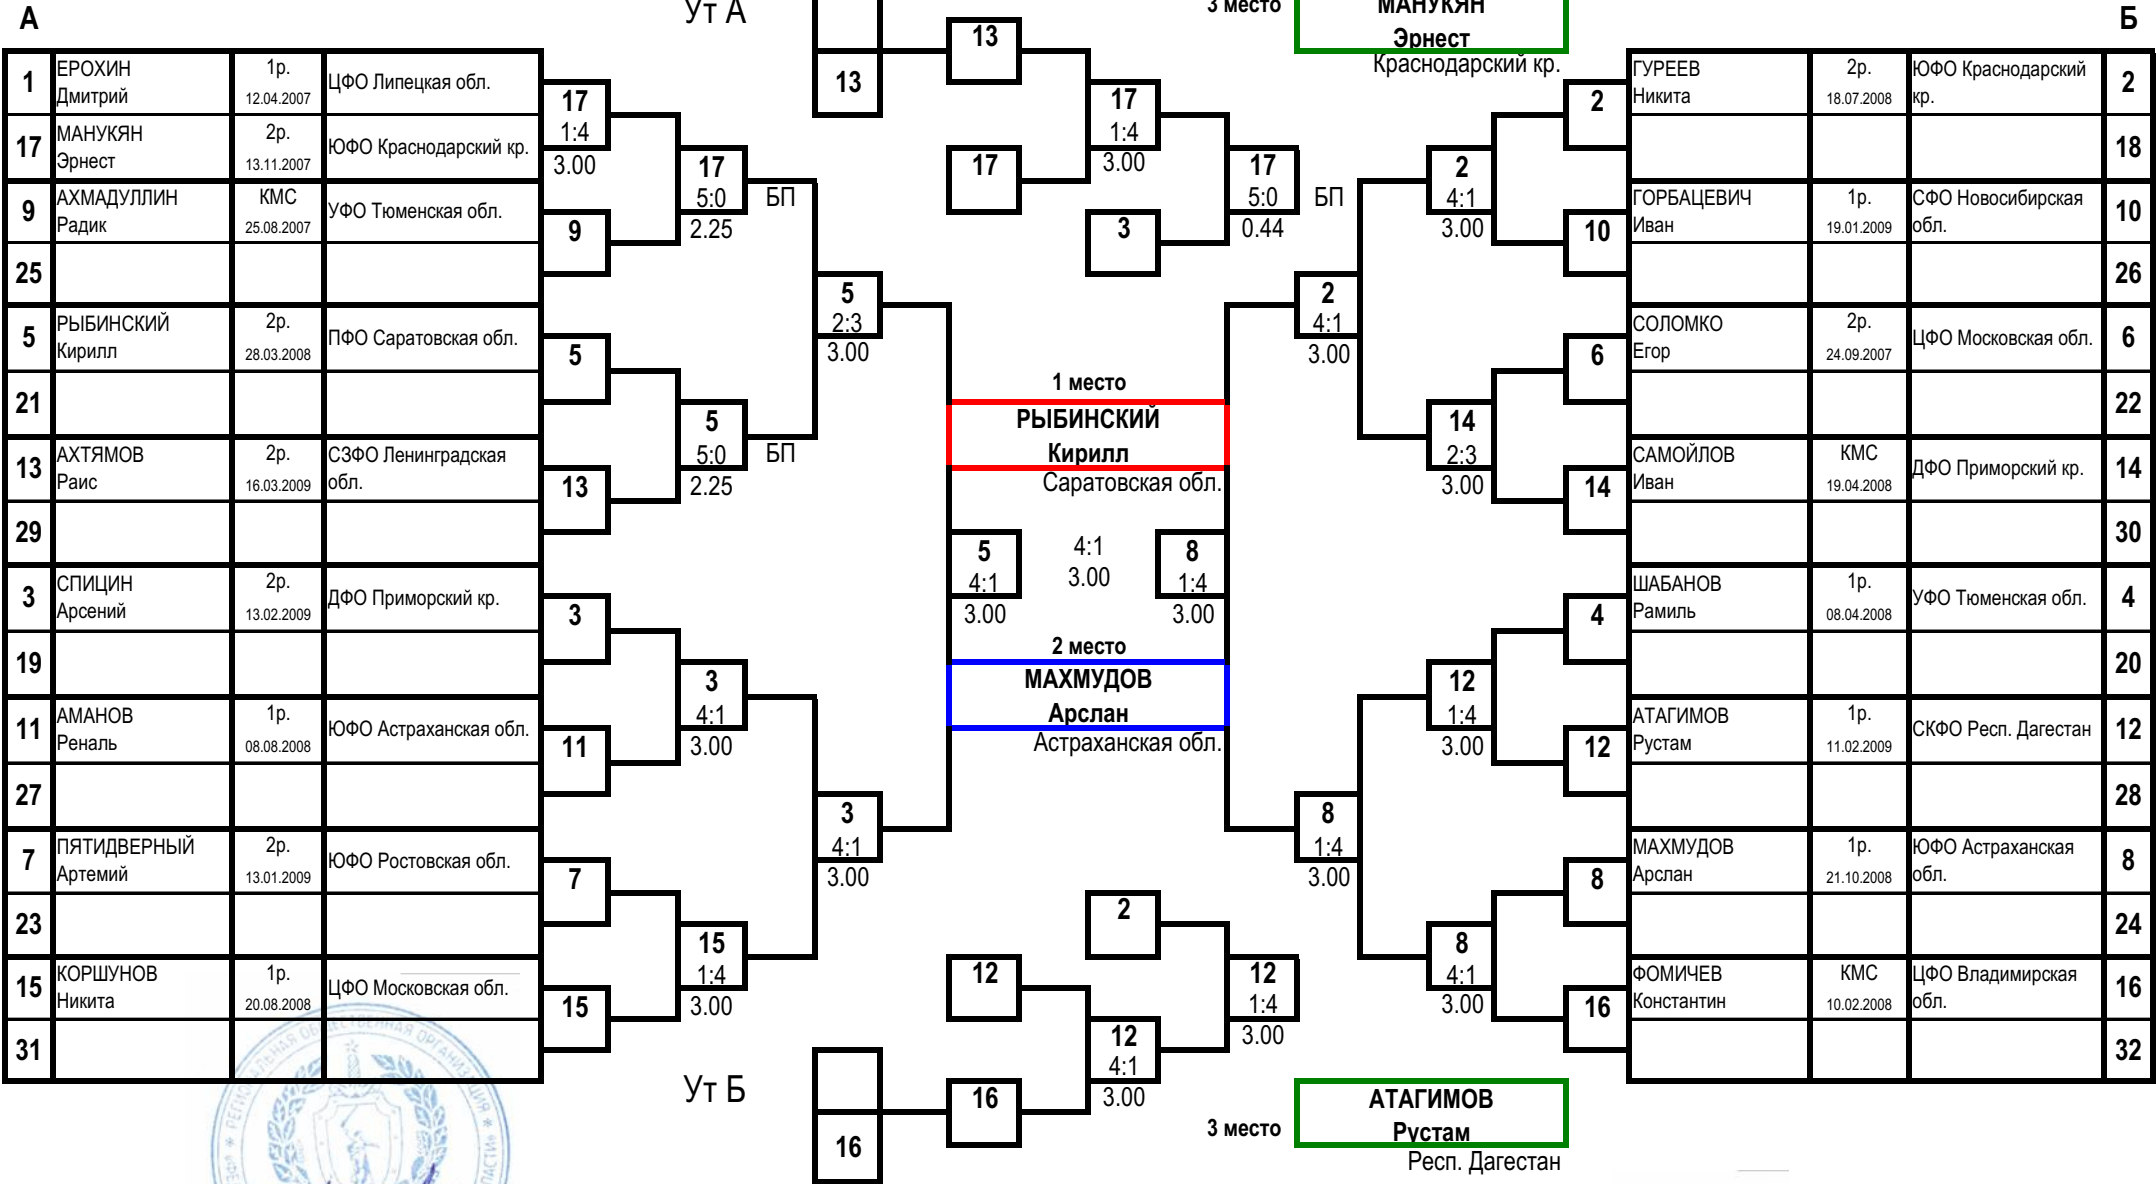 А
Ут А
3 место
МАНУКЯН
Эрнест
Краснодарский кр.
Б
1
ЕРОХИН
Дмитрий
1р.
12.04.2007
ЦФО Липецкая обл.
17
МАНУКЯН
Эрнест
2р.
13.11.2007
ЮФО Краснодарский кр.
9
АХМАДУЛЛИН
Радик
КМС
25.08.2007
УФО Тюменская обл.
25
5
РЫБИНСКИЙ
Кирилл
2р.
28.03.2008
ПФО Саратовская обл.
21
13
АХТЯМОВ
Раис
2р.
16.03.2009
СЗФО Ленинградская
обл.
29
3
СПИЦИН
Арсений
2р.
13.02.2009
ДФО Приморский кр.
19
11
АМАНОВ
Реналь
1р.
08.08.2008
ЮФО Астраханская обл.
27
7
ПЯТИДВЕРНЫЙ
Артемий
2р.
13.01.2009
ЮФО Ростовская обл.
23
15
КОРШУНОВ
Никита
1р.
20.08.2008
ЦФО Московская обл.
31
17
1:4
3.00
9
5
13
3
11
7
15
17
5:0
2.25
БП
5
5:0
2.25
БП
3
4:1
3.00
15
1:4
3.00
5
2:3
3.00
3
4:1
3.00
13
13
17
17
1:4
3.00
3
17
5:0
0.44
БП
1 место
РЫБИНСКИЙ
Кирилл
Саратовская обл.
5
4:1
3.00
4:1
3.00
8
1:4
3.00
2 место
МАХМУДОВ
Арслан
Астраханская обл.
2
12
12
1:4
3.00
12
4:1
3.00
16
16
Ут Б
3 место
АТАГИМОВ
Рустам
Респ. Дагестан
2
4:1
3.00
8
1:4
3.00
2
4:1
3.00
14
2:3
3.00
12
1:4
3.00
8
4:1
3.00
2
10
6
14
4
12
8
16
ГУРЕЕВ
Никита
2р.
18.07.2008
ЮФО Краснодарский
кр.
2
18
ГОРБАЦЕВИЧ
Иван
1р.
19.01.2009
СФО Новосибирская
обл.
10
26
СОЛОМКО
Егор
2р.
24.09.2007
ЦФО Московская обл.
6
22
САМОЙЛОВ
Иван
КМС
19.04.2008
ДФО Приморский кр.
14
30
ШАБАНОВ
Рамиль
1р.
08.04.2008
УФО Тюменская обл.
4
20
АТАГИМОВ
Рустам
1р.
11.02.2009
СКФО Респ. Дагестан
12
28
МАХМУДОВ
Арслан
1р.
21.10.2008
ЮФО Астраханская
обл.
8
24
ФОМИЧЕВ
Константин
КМС
10.02.2008
ЦФО Владимирская
обл.
16
32
РЕГИОНАЛЬНАЯ ОБЩЕСТВЕННАЯ ОРГАНИЗАЦИЯ